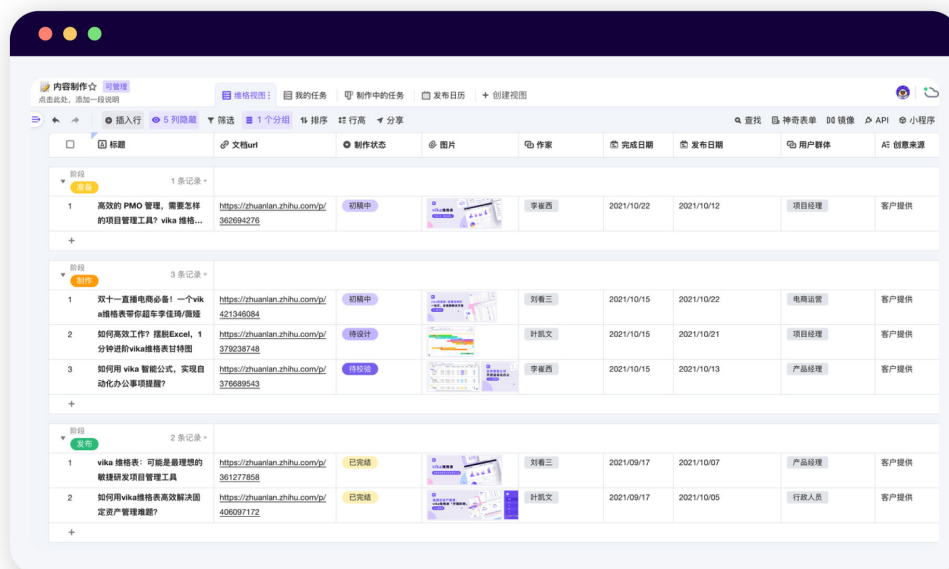 内容制作☆ 可管理
点击此处，添加一段说明
维格视图 我的任务 制作中的任务 发布日历 + 创建视图
插入行 5 列隐藏 筛选 1 个分组 排序 行高 分享 查找 神奇表单 镜像 API 小程序
标题 文档url 制作状态 图片 作家 完成日期 发布日期 用户群体 创意来源
阶段
准备 1 条记录
1 高效的 PMO 管理，需要怎样 https://zhuanlan.zhihu.com/p/ 初稿中 李崔西 2021/10/22 2021/10/12 项目经理 客户提供
的项目管理工具？vika 维格... 362694276
+
阶段
制作 3 条记录
1 双十一直播电商必备！一个vik https://zhuanlan.zhihu.com/p/ 初稿中 刘看三 2021/10/15 2021/10/22 电商运营 客户提供
a维格表带你超车李佳琦/薇娅 421346084
2 如何高效工作？摆脱Excel，1 https://zhuanlan.zhihu.com/p/ 待设计 叶凯文 2021/10/15 2021/10/21 项目经理 客户提供
分钟进阶vika维格表甘特图 379238748
3 如何用 vika 智能公式，实现自 https://zhuanlan.zhihu.com/p/ 待校验 李崔西 2021/10/15 2021/10/13 产品经理 客户提供
动化办公事项提醒？ 376689543
+
阶段
发布 2 条记录
1 vika 维格表：可能是最理想的 https://zhuanlan.zhihu.com/p/ 已完结 刘看三 2021/09/17 2021/10/07 产品经理 客户提供
敏捷研发项目管理工具 361277858
2 如何用vika维格表高效解决固 https://zhuanlan.zhihu.com/p/ 已完结 叶凯文 2021/09/17 2021/10/05 行政人员 客户提供
定资产管理难题？ 406097172
+